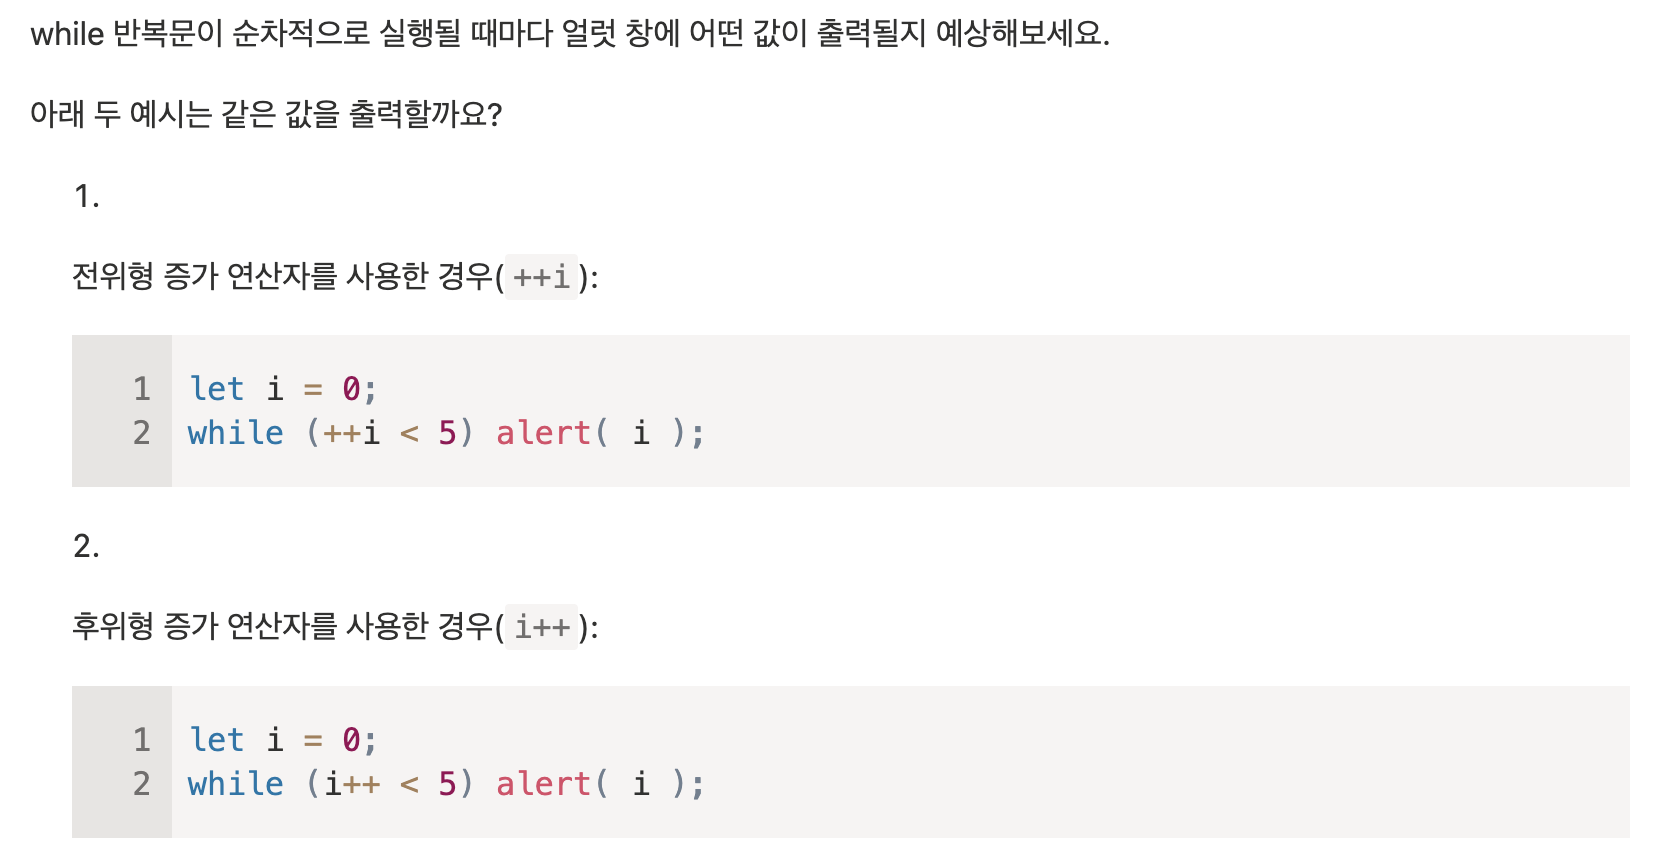 while 반복문이 순차적으로 실행될 때마다 얼럿 창에 어떤 값이 출력될지 예상해보세요.
아래 두 예시는 같은 값을 출력할까요?
1.
전위형 증가 연산자를 사용한 경우(++i):
1 let i = 0;
2 while (++i < 5) alert( i );
2.
후위형 증가 연산자를 사용한 경우(i++):
1 let i = 0;
2 while (i++ < 5) alert( i );